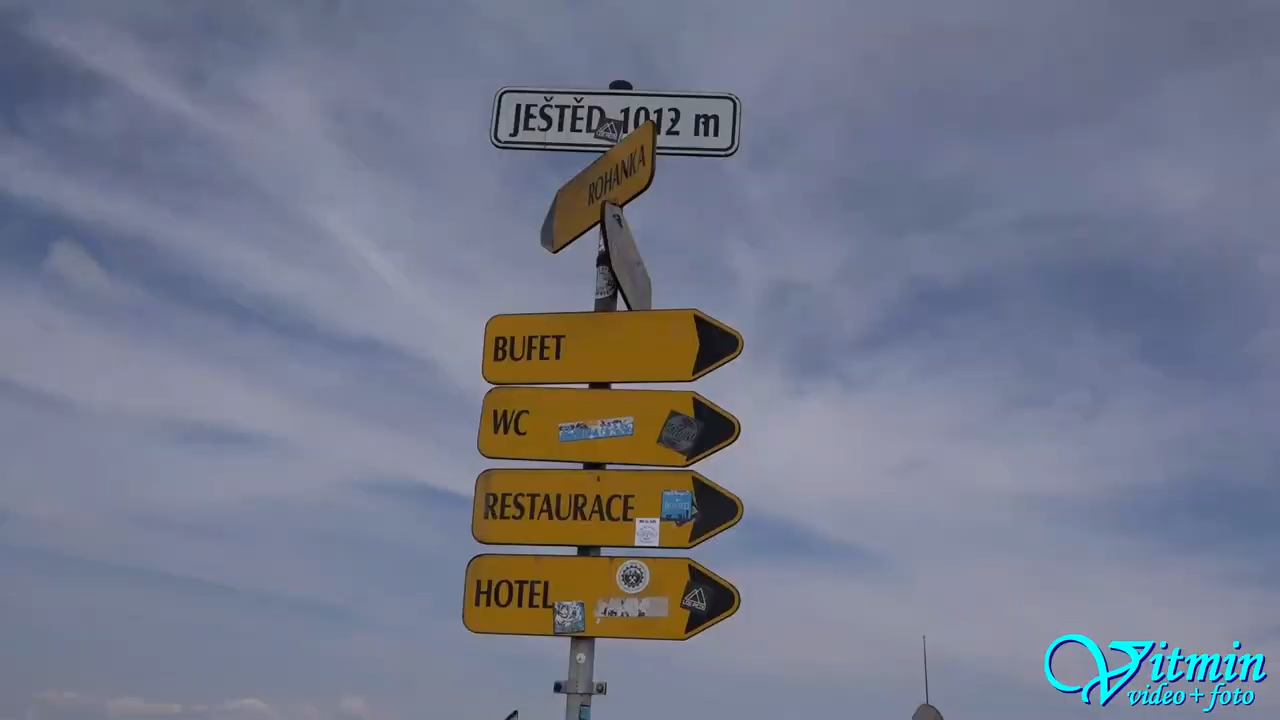 JEŠTĚD 1012 m
ROHANKA
BUFET
WC
RESTAURACE
HOTEL
Vitmin
video + foto